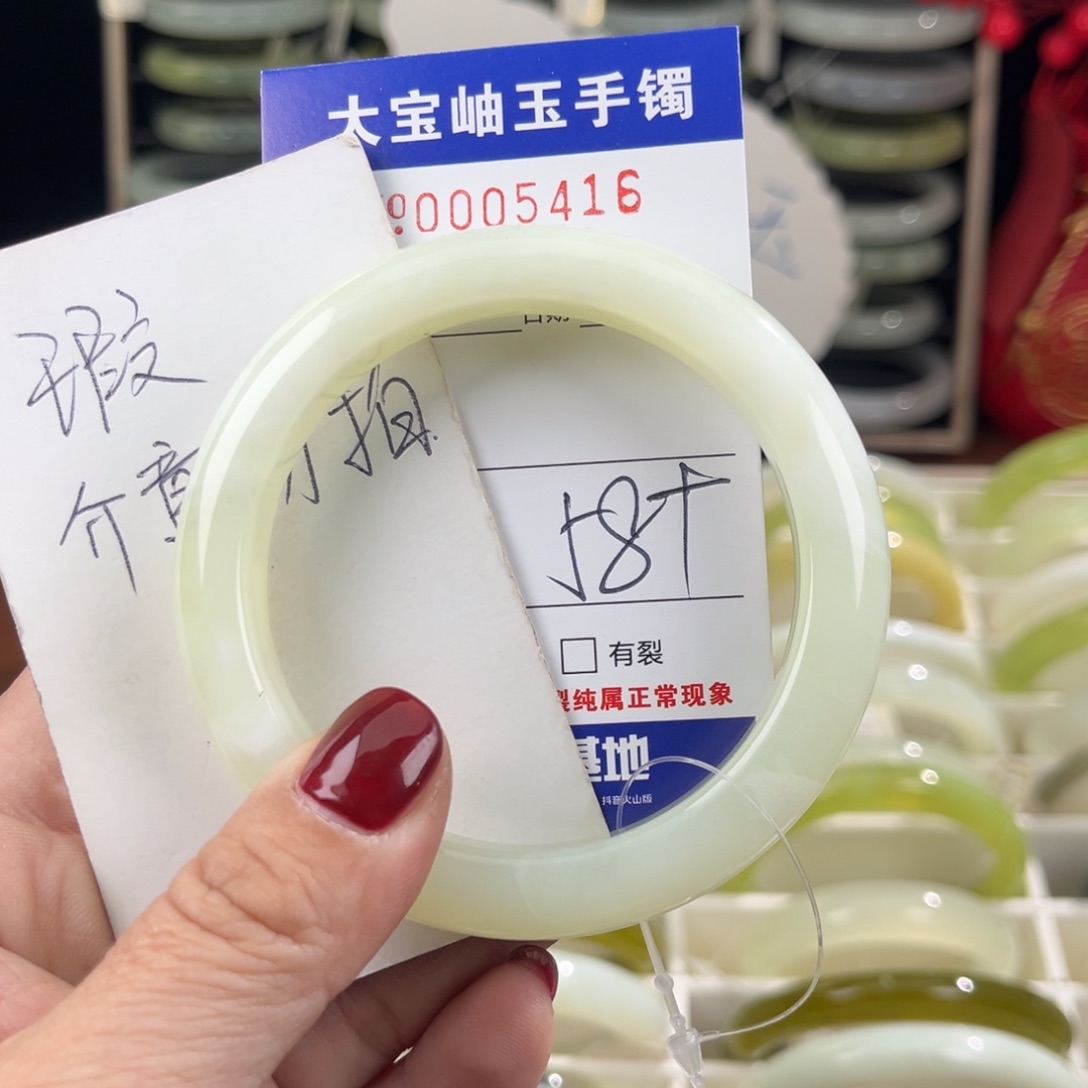 大宝岫玉手镯
º0005416
日期
瑕
介意勿拍
58↑
有裂
裂纯属正常现象
基地
抖音火山版